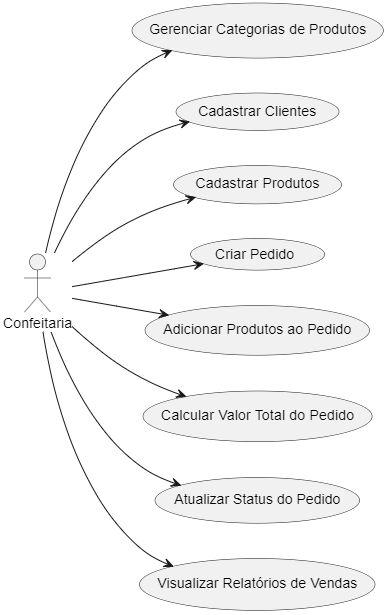 Gerenciar Categorias de Produtos
Cadastrar Clientes
Cadastrar Produtos
Criar Pedido
Confeitaria
Adicionar Produtos ao Pedido
Calcular Valor Total do Pedido
Atualizar Status do Pedido
Visualizar Relatórios de Vendas